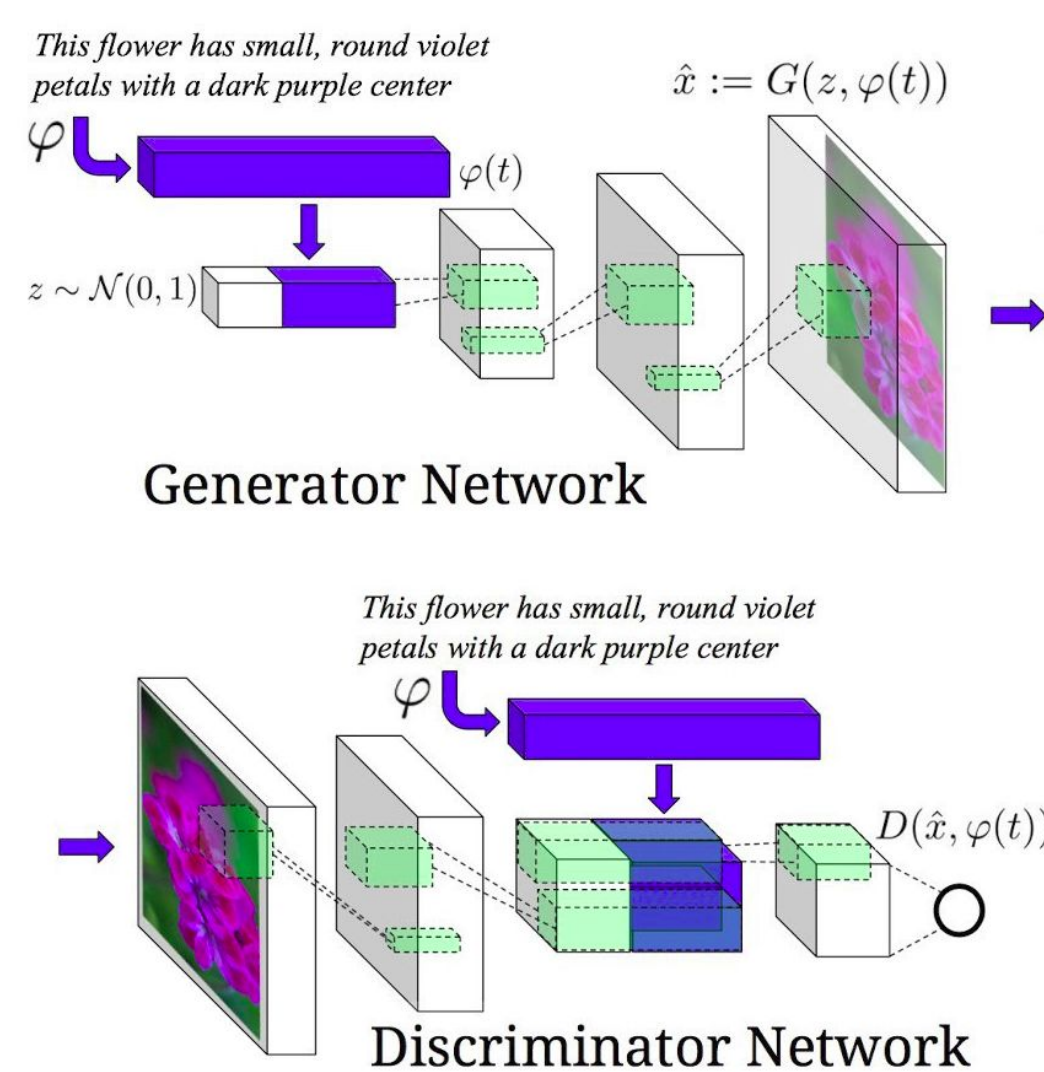 This flower has small, round violet
petals with a dark purple center
φ
x̂ := G(z, φ(t))
φ(t)
z ∼ 𝒩(0, 1)
Generator Network
This flower has small, round violet
petals with a dark purple center
φ
D(x̂, φ(t))
Discriminator Network